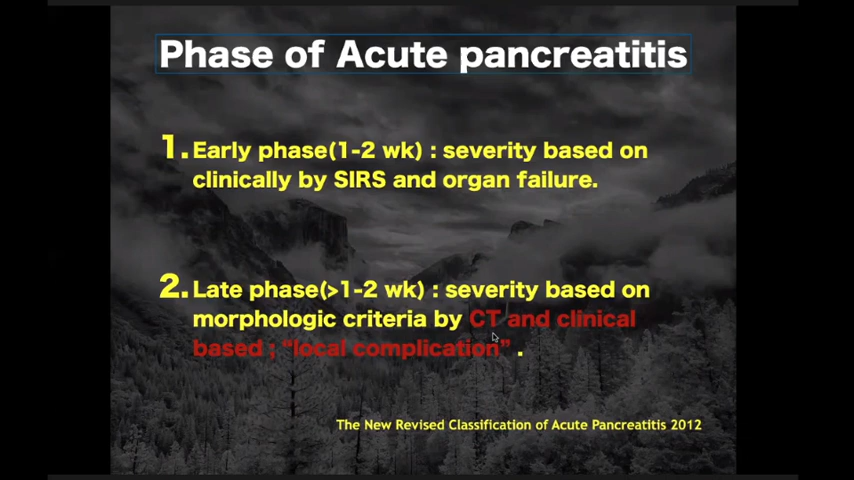 Phase of Acute pancreatitis
1. Early phase(1-2 wk) : severity based on
clinically by SIRS and organ failure.
2. Late phase(>1-2 wk) : severity based on
morphologic criteria by CT and clinical
based ; “local complication” .
The New Revised Classification of Acute Pancreatitis 2012